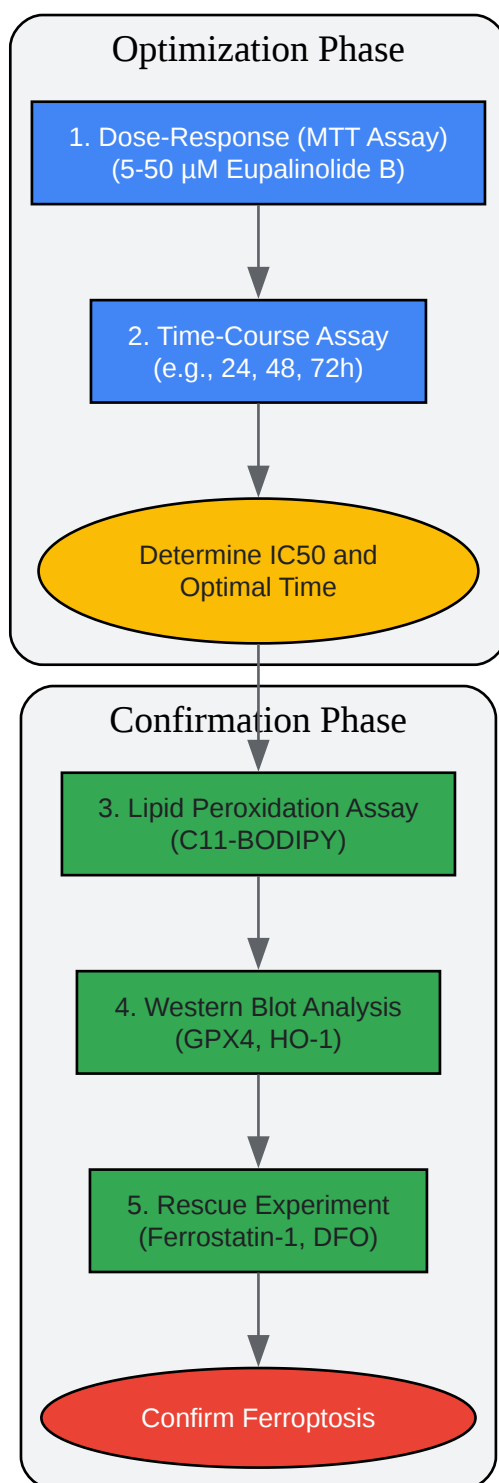 Optimization Phase
1. Dose-Response (MTT Assay)
(5-50 µM Eupalinolide B)
2. Time-Course Assay
(e.g., 24, 48, 72h)
Determine IC50 and
Optimal Time
Confirmation Phase
3. Lipid Peroxidation Assay
(C11-BODIPY)
4. Western Blot Analysis
(GPX4, HO-1)
5. Rescue Experiment
(Ferrostatin-1, DFO)
Confirm Ferroptosis